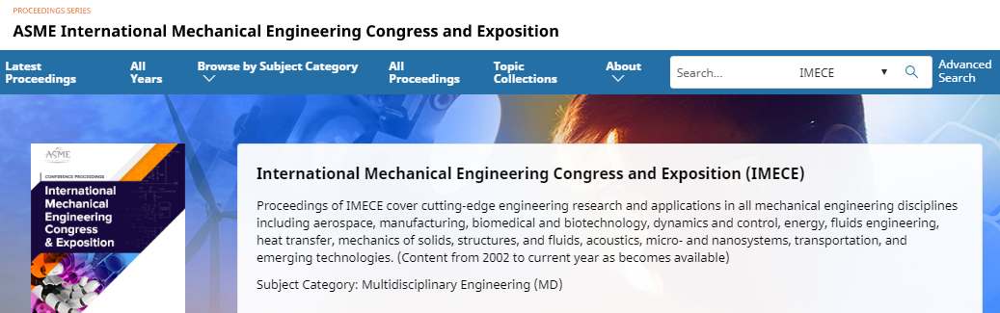 PROCEEDINGS SERIES
ASME International Mechanical Engineering Congress and Exposition
Latest Proceedings
All Years
Browse by Subject Category
All Proceedings
Topic Collections
About
Search...
IMECE
Advanced Search
ASME
CONFERENCE PROCEEDINGS
International
Mechanical
Engineering
Congress
& Exposition
International Mechanical Engineering Congress and Exposition (IMECE)
Proceedings of IMECE cover cutting-edge engineering research and applications in all mechanical engineering disciplines
including aerospace, manufacturing, biomedical and biotechnology, dynamics and control, energy, fluids engineering,
heat transfer, mechanics of solids, structures, and fluids, acoustics, micro- and nanosystems, transportation, and
emerging technologies. (Content from 2002 to current year as becomes available)
Subject Category: Multidisciplinary Engineering (MD)